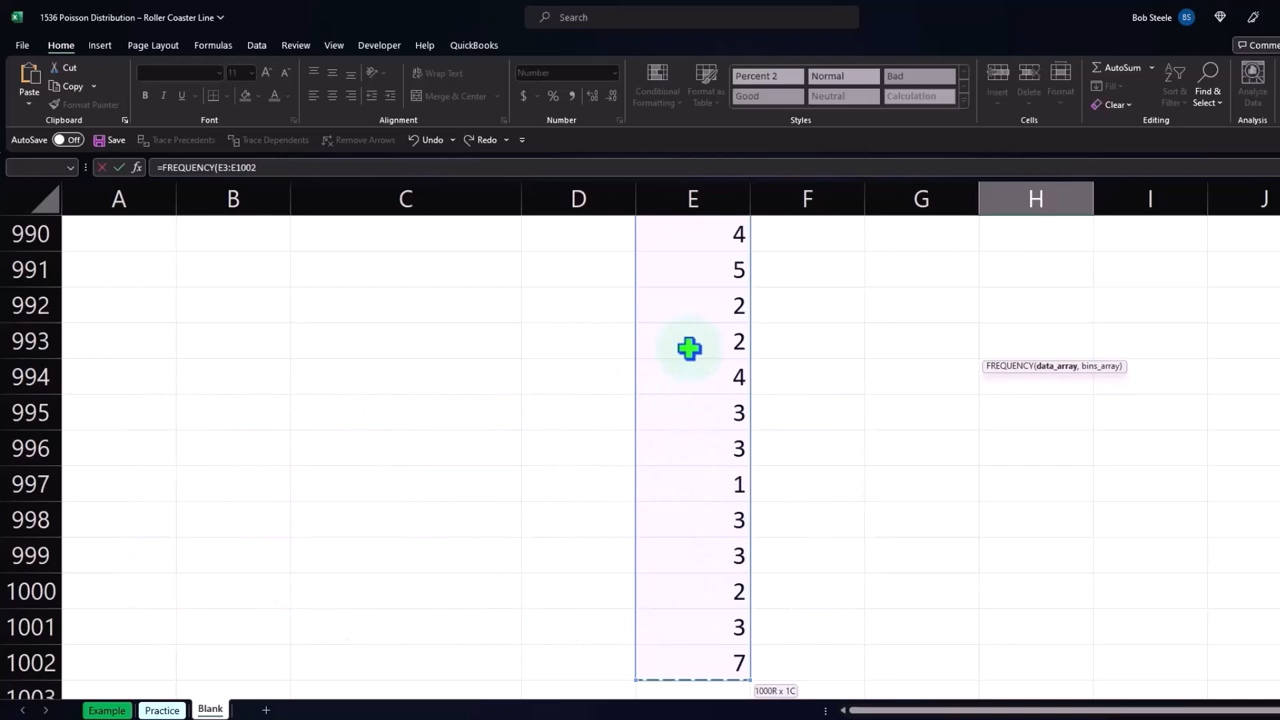 1536 Poisson Distribution – Roller Coaster Line
Search
Bob Steele BS
File Home Insert Page Layout Formulas Data Review View Developer Help QuickBooks
Comme
Paste
Cut
Copy
Format Painter
Clipboard
11
B I U
Font
Wrap Text
Merge & Center
Alignment
Number
$ % 9
Number
Conditional Formatting
Format as Table
Percent 2 Normal Bad
Good Neutral Calculation
Styles
Insert Delete Format
Cells
AutoSum
Fill
Clear
Sort & Filter
Find & Select
Editing
Analyze Data
Analysis
AutoSave Off Save Trace Precedents Trace Dependents Remove Arrows Undo Redo
fx =FREQUENCY(E3:E1002
A B C D E F G H I J
990 4
991 5
992 2
993 2
994 4
FREQUENCY(data_array, bins_array)
995 3
996 3
997 1
998 3
999 3
1000 2
1001 3
1002 7
1003
1000R x 1C
Example Practice Blank